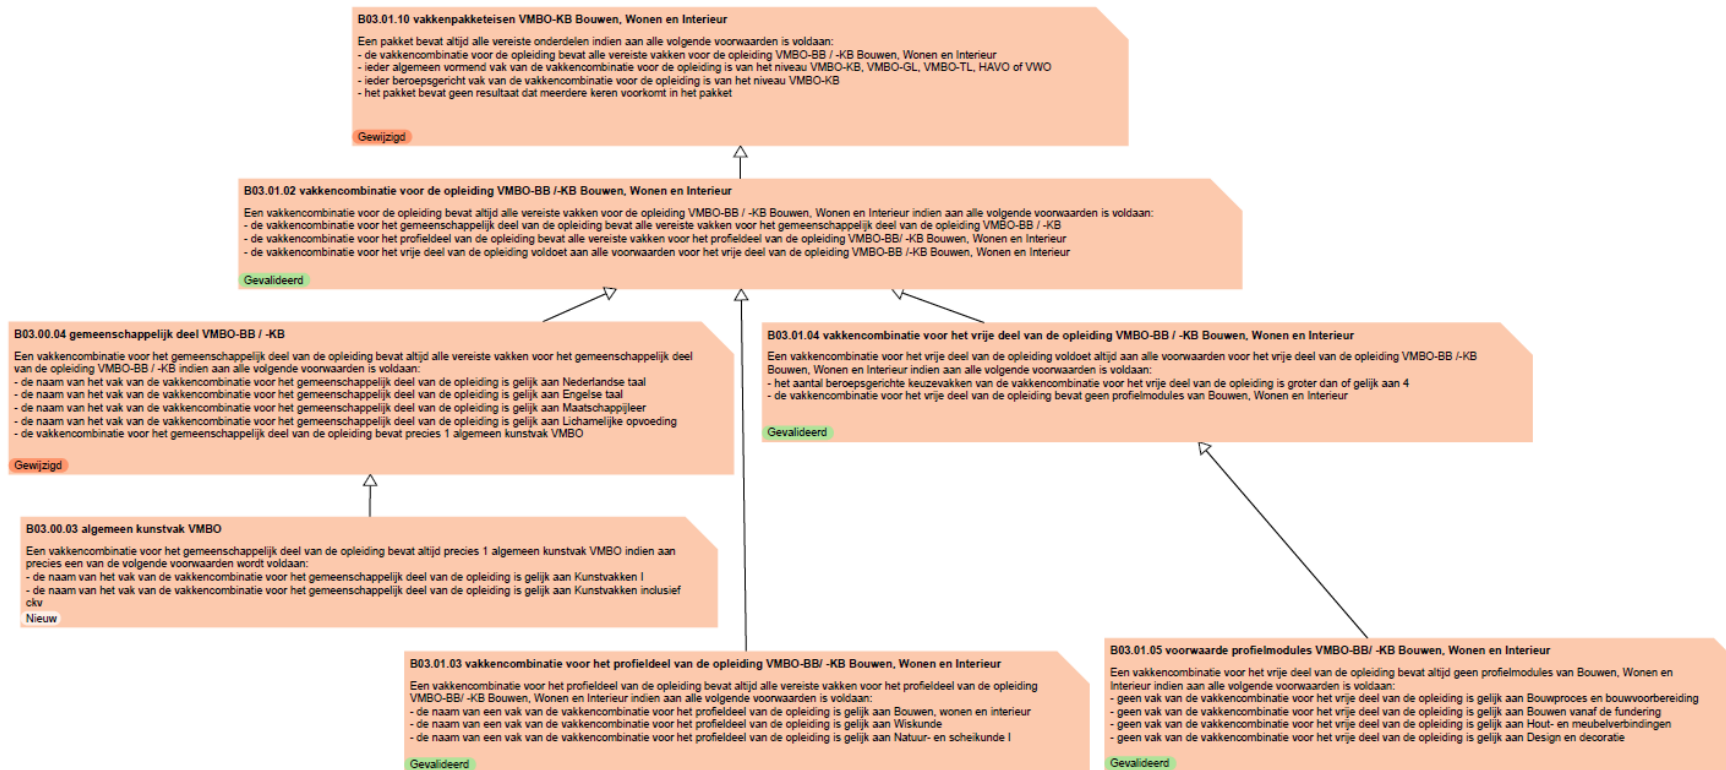 B03.01.10 vakkenpakketeisen VMBO-KB Bouwen, Wonen en Interieur
Een pakket bevat altijd alle vereiste onderdelen indien aan alle volgende voorwaarden is voldaan:
- de vakkencombinatie voor de opleiding bevat alle vereiste vakken voor de opleiding VMBO-BB / -KB Bouwen, Wonen en Interieur
- ieder algemeen vormend vak van de vakkencombinatie voor de opleiding is van het niveau VMBO-KB, VMBO-GL, VMBO-TL, HAVO of VWO
- ieder beroepsgericht vak van de vakkencombinatie voor de opleiding is van het niveau VMBO-KB
- het pakket bevat geen resultaat dat meerdere keren voorkomt in het pakket
Gewijzigd
B03.01.02 vakkencombinatie voor de opleiding VMBO-BB /-KB Bouwen, Wonen en Interieur
Een vakkencombinatie voor de opleiding bevat altijd alle vereiste vakken voor de opleiding VMBO-BB / -KB Bouwen, Wonen en Interieur indien aan alle volgende voorwaarden is voldaan:
- de vakkencombinatie voor het gemeenschappelijk deel van de opleiding bevat alle vereiste vakken voor het gemeenschappelijk deel van de opleiding VMBO-BB / -KB
- de vakkencombinatie voor het profieldeel van de opleiding bevat alle vereiste vakken voor het profieldeel van de opleiding VMBO-BB/ -KB Bouwen, Wonen en Interieur
- de vakkencombinatie voor het vrije deel van de opleiding voldoet aan alle voorwaarden voor het vrije deel van de opleiding VMBO-BB /-KB Bouwen, Wonen en Interieur
Gevalideerd
B03.00.04 gemeenschappelijk deel VMBO-BB / -KB
Een vakkencombinatie voor het gemeenschappelijk deel van de opleiding bevat altijd alle vereiste vakken voor het gemeenschappelijk deel
van de opleiding VMBO-BB / -KB indien aan alle volgende voorwaarden is voldaan:
- de naam van het vak van de vakkencombinatie voor het gemeenschappelijk deel van de opleiding is gelijk aan Nederlandse taal
- de naam van het vak van de vakkencombinatie voor het gemeenschappelijk deel van de opleiding is gelijk aan Engelse taal
- de naam van het vak van de vakkencombinatie voor het gemeenschappelijk deel van de opleiding is gelijk aan Maatschappijleer
- de naam van het vak van de vakkencombinatie voor het gemeenschappelijk deel van de opleiding is gelijk aan Lichamelijke opvoeding
- de vakkencombinatie voor het gemeenschappelijk deel van de opleiding bevat precies 1 algemeen kunstvak VMBO
Gewijzigd
B03.01.04 vakkencombinatie voor het vrije deel van de opleiding VMBO-BB / -KB Bouwen, Wonen en Interieur
Een vakkencombinatie voor het vrije deel van de opleiding voldoet altijd aan alle voorwaarden voor het vrije deel van de opleiding VMBO-BB /-KB
Bouwen, Wonen en Interieur indien aan alle volgende voorwaarden is voldaan:
- het aantal beroepsgerichte keuzevakken van de vakkencombinatie voor het vrije deel van de opleiding is groter dan of gelijk aan 4
- de vakkencombinatie voor het vrije deel van de opleiding bevat geen profielmodules van Bouwen, Wonen en Interieur
Gevalideerd
B03.00.03 algemeen kunstvak VMBO
Een vakkencombinatie voor het gemeenschappelijk deel van de opleiding bevat altijd precies 1 algemeen kunstvak VMBO indien aan
precies een van de volgende voorwaarden wordt voldaan:
- de naam van het vak van de vakkencombinatie voor het gemeenschappelijk deel van de opleiding is gelijk aan Kunstvakken I
- de naam van het vak van de vakkencombinatie voor het gemeenschappelijk deel van de opleiding is gelijk aan Kunstvakken inclusief
ckv
Nieuw
B03.01.03 vakkencombinatie voor het profieldeel van de opleiding VMBO-BB/ -KB Bouwen, Wonen en Interieur
Een vakkencombinatie voor het profieldeel van de opleiding bevat altijd alle vereiste vakken voor het profieldeel van de opleiding
VMBO-BB/ -KB Bouwen, Wonen en Interieur indien aan alle volgende voorwaarden is voldaan:
- de naam van een vak van de vakkencombinatie voor het profieldeel van de opleiding is gelijk aan Bouwen, wonen en interieur
- de naam van een vak van de vakkencombinatie voor het profieldeel van de opleiding is gelijk aan Wiskunde
- de naam van een vak van de vakkencombinatie voor het profieldeel van de opleiding is gelijk aan Natuur- en scheikunde I
Gevalideerd
B03.01.05 voorwaarde profielmodules VMBO-BB/ -KB Bouwen, Wonen en Interieur
Een vakkencombinatie voor het vrije deel van de opleiding bevat altijd geen profielmodules van Bouwen, Wonen en
Interieur indien aan alle volgende voorwaarden is voldaan:
- geen vak van de vakkencombinatie voor het vrije deel van de opleiding is gelijk aan Bouwproces en bouwvoorbereiding
- geen vak van de vakkencombinatie voor het vrije deel van de opleiding is gelijk aan Bouwen vanaf de fundering
- geen vak van de vakkencombinatie voor het vrije deel van de opleiding is gelijk aan Hout- en meubelverbindingen
- geen vak van de vakkencombinatie voor het vrije deel van de opleiding is gelijk aan Design en decoratie
Gevalideerd